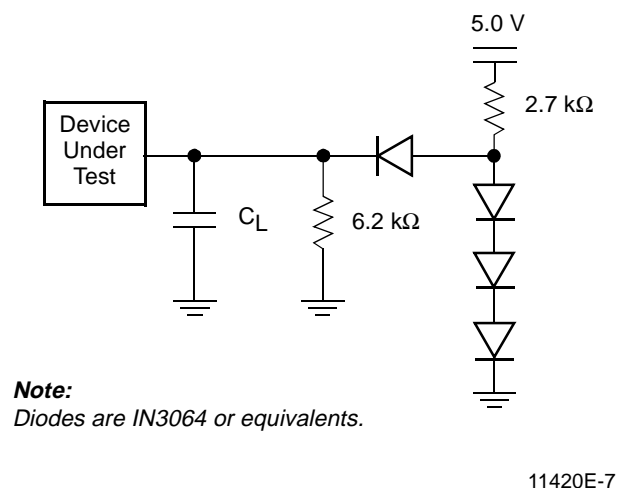 5.0 V
2.7 kΩ
Device
Under
Test
CL
6.2 kΩ
Note:
Diodes are IN3064 or equivalents.
11420E-7